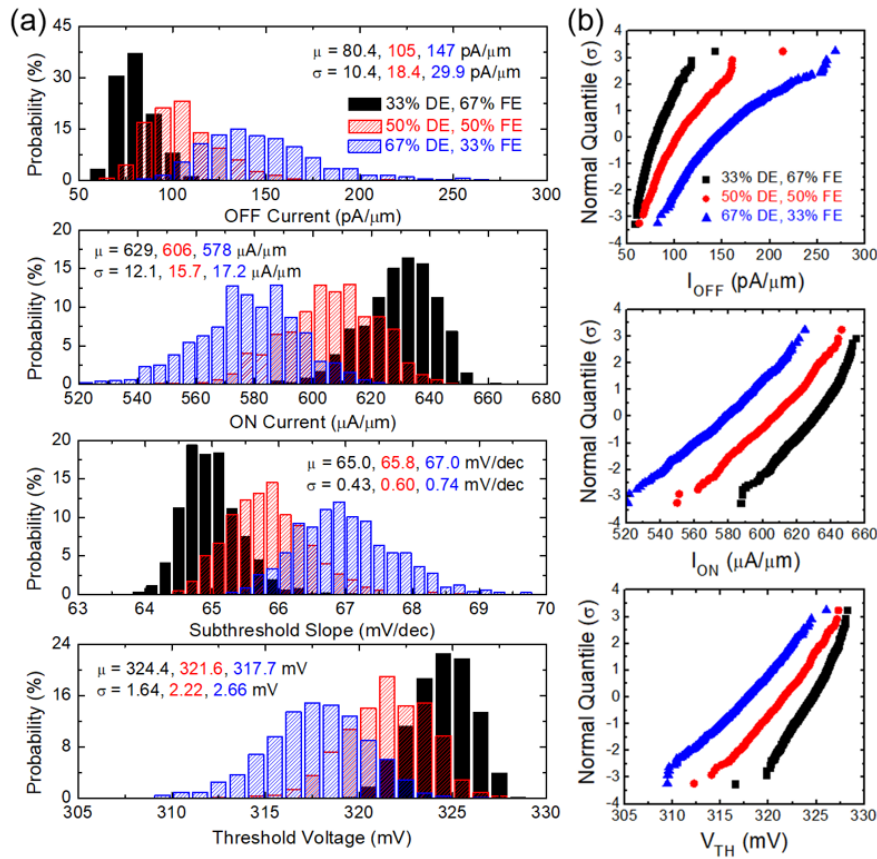 (a)
45
30
15
0
Probability (%)
μ = 80.4, 105, 147 pA/μm
σ = 10.4, 18.4, 29.9 pA/μm
33% DE, 67% FE
50% DE, 50% FE
67% DE, 33% FE
50 100 150 200 250 300
OFF Current (pA/μm)
20
15
10
5
0
Probability (%)
μ = 629, 606, 578 μA/μm
σ = 12.1, 15.7, 17.2 μA/μm
520 540 560 580 600 620 640 660 680
ON Current (μA/μm)
20
15
10
5
0
Probability (%)
μ = 65.0, 65.8, 67.0 mV/dec
σ = 0.43, 0.60, 0.74 mV/dec
63 64 65 66 67 68 69 70
Subthreshold Slope (mV/dec)
24
18
12
6
0
Probability (%)
μ = 324.4, 321.6, 317.7 mV
σ = 1.64, 2.22, 2.66 mV
305 310 315 320 325 330
Threshold Voltage (mV)
(b)
4
3
2
1
0
-1
-2
-3
-4
Normal Quantile (σ)
33% DE, 67% FE
50% DE, 50% FE
67% DE, 33% FE
50 100 150 200 250 300
I_OFF (pA/μm)
4
3
2
1
0
-1
-2
-3
-4
Normal Quantile (σ)
520 540 560 580 600 620 640 660
I_ON (μA/μm)
4
3
2
1
0
-1
-2
-3
-4
Normal Quantile (σ)
305 310 315 320 325 330
V_TH (mV)